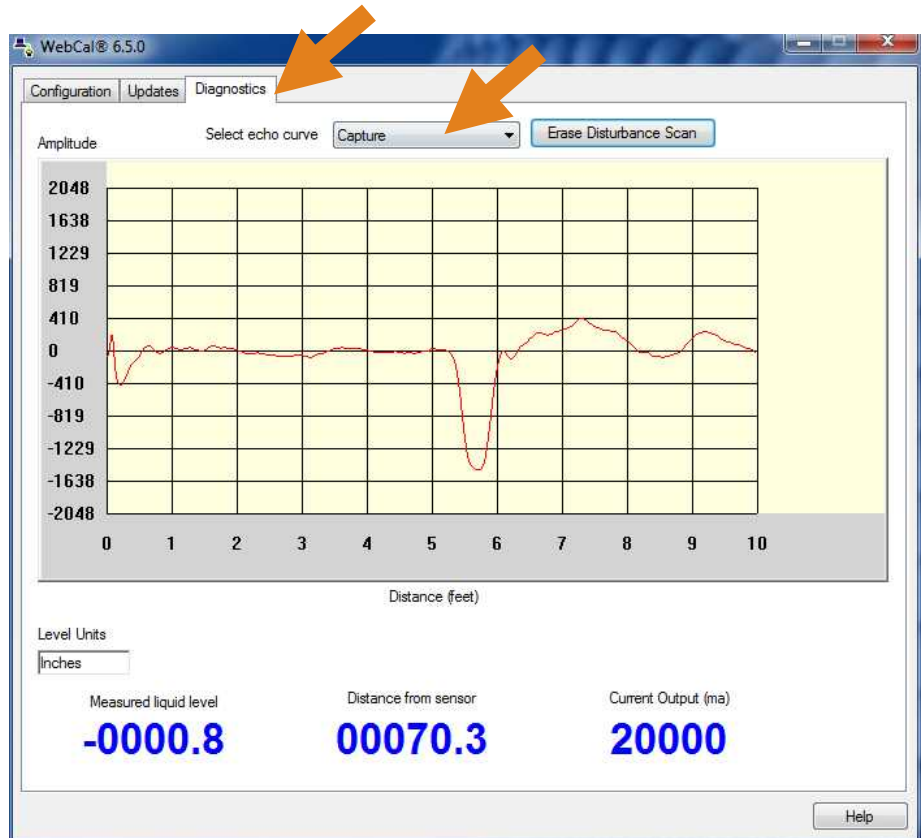 WebCal® 6.5.0
Configuration Updates Diagnostics
Amplitude Select echo curve Capture Erase Disturbance Scan
2048
1638
1229
819
410
0
-410
-819
-1229
-1638
-2048
0 1 2 3 4 5 6 7 8 9 10
Distance (feet)
Level Units
Inches
Measured liquid level Distance from sensor Current Output (ma)
-0000.8 00070.3 20000
Help